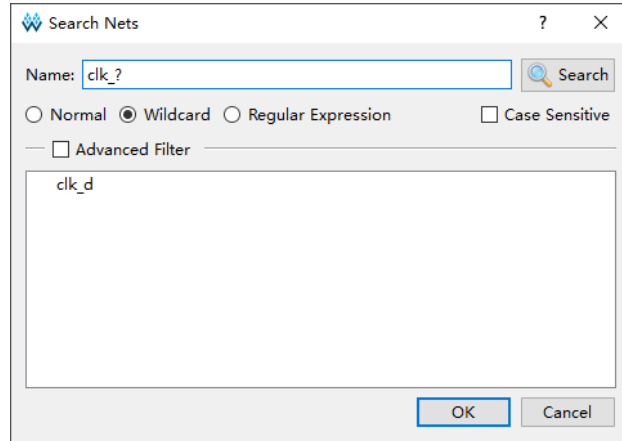 Search Nets ?
Name: clk_? Search
Normal Wildcard Regular Expression Case Sensitive
Advanced Filter
clk_d
OK Cancel